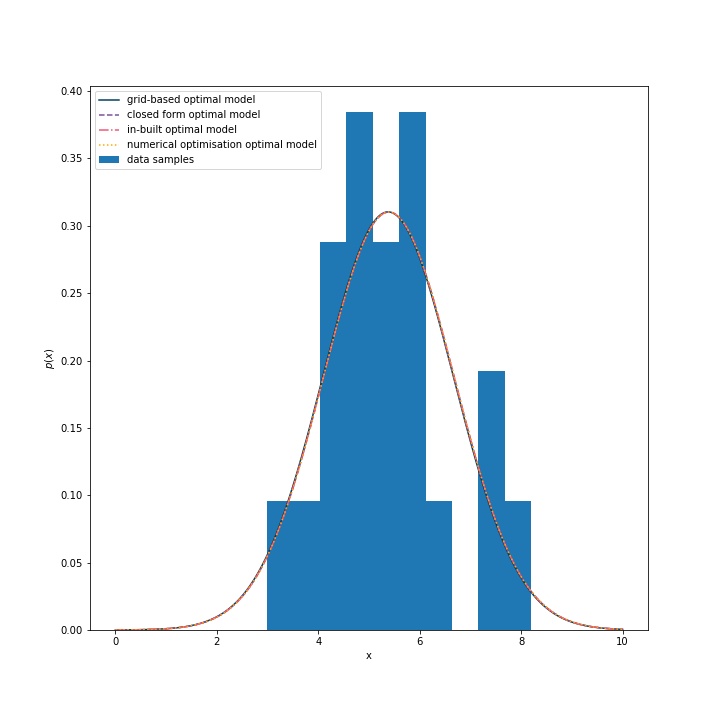 grid-based optimal model
closed form optimal model
in-built optimal model
numerical optimisation optimal model
data samples
0.40
0.35
0.30
0.25
0.20
0.15
0.10
0.05
0.00
p(x)
0 2 4 6 8 10
x